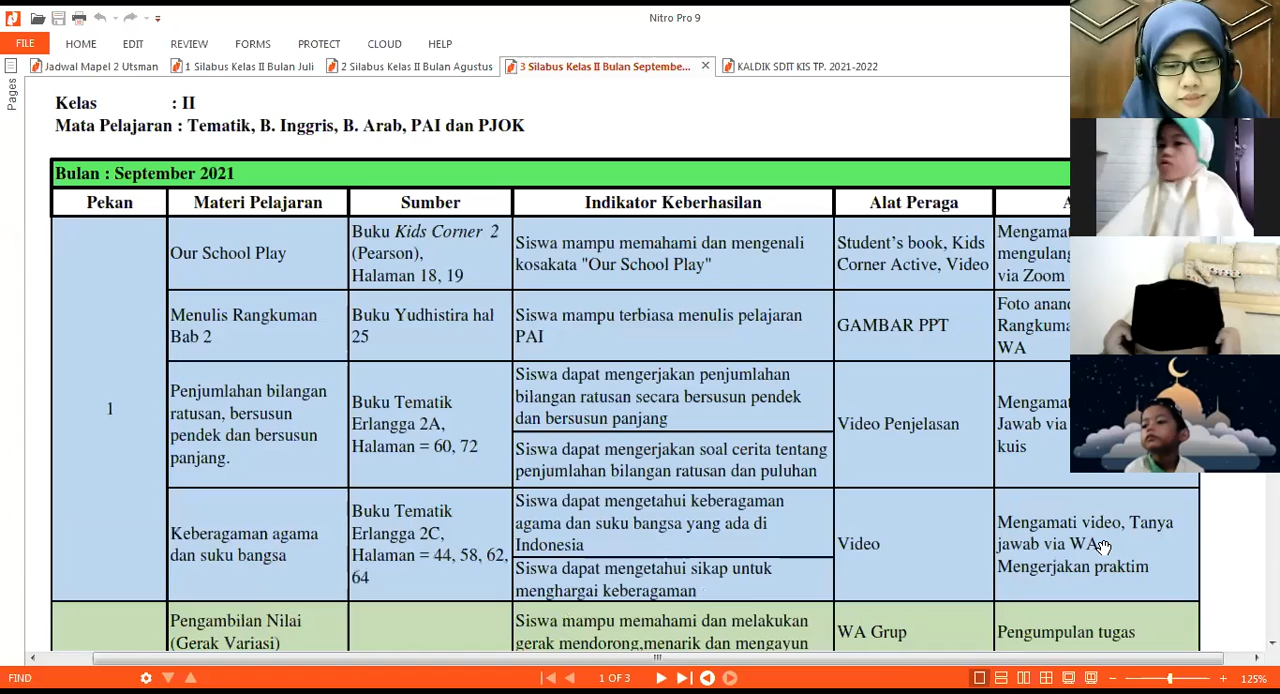 Nitro Pro 9
FILE HOME EDIT REVIEW FORMS PROTECT CLOUD HELP
Jadwal Mapel 2 Utsman
1 Silabus Kelas II Bulan Juli
2 Silabus Kelas II Bulan Agustus
3 Silabus Kelas II Bulan Septembe...
KALDIK SDIT KIS TP. 2021-2022
Pages
Kelas : II
Mata Pelajaran : Tematik, B. Inggris, B. Arab, PAI dan PJOK
Bulan : September 2021
Pekan
Materi Pelajaran
Sumber
Indikator Keberhasilan
Alat Peraga
A
1
Our School Play
Buku Kids Corner 2
(Pearson),
Halaman 18, 19
Siswa mampu memahami dan mengenali
kosakata "Our School Play"
Student's book, Kids
Corner Active, Video
Mengamat
mengulang
via Zoom
Menulis Rangkuman
Bab 2
Buku Yudhistira hal
25
Siswa mampu terbiasa menulis pelajaran
PAI
GAMBAR PPT
Foto anand
Rangkuma
WA
Penjumlahan bilangan
ratusan, bersusun
pendek dan bersusun
panjang.
Buku Tematik
Erlangga 2A,
Halaman = 60, 72
Siswa dapat mengerjakan penjumlahan
bilangan ratusan secara bersusun pendek
dan bersusun panjang
Siswa dapat mengerjakan soal cerita tentang
penjumlahan bilangan ratusan dan puluhan
Video Penjelasan
Mengamat
Jawab via
kuis
Keberagaman agama
dan suku bangsa
Buku Tematik
Erlangga 2C,
Halaman = 44, 58, 62,
64
Siswa dapat mengetahui keberagaman
agama dan suku bangsa yang ada di
Indonesia
Siswa dapat mengetahui sikap untuk
menghargai keberagaman
Video
Mengamati video, Tanya
jawab via WA
Mengerjakan praktim
Pengambilan Nilai
(Gerak Variasi)
Siswa mampu memahami dan melakukan
gerak mendorong,menarik dan mengayun
WA Grup
Pengumpulan tugas
FIND
1 OF 3
125%